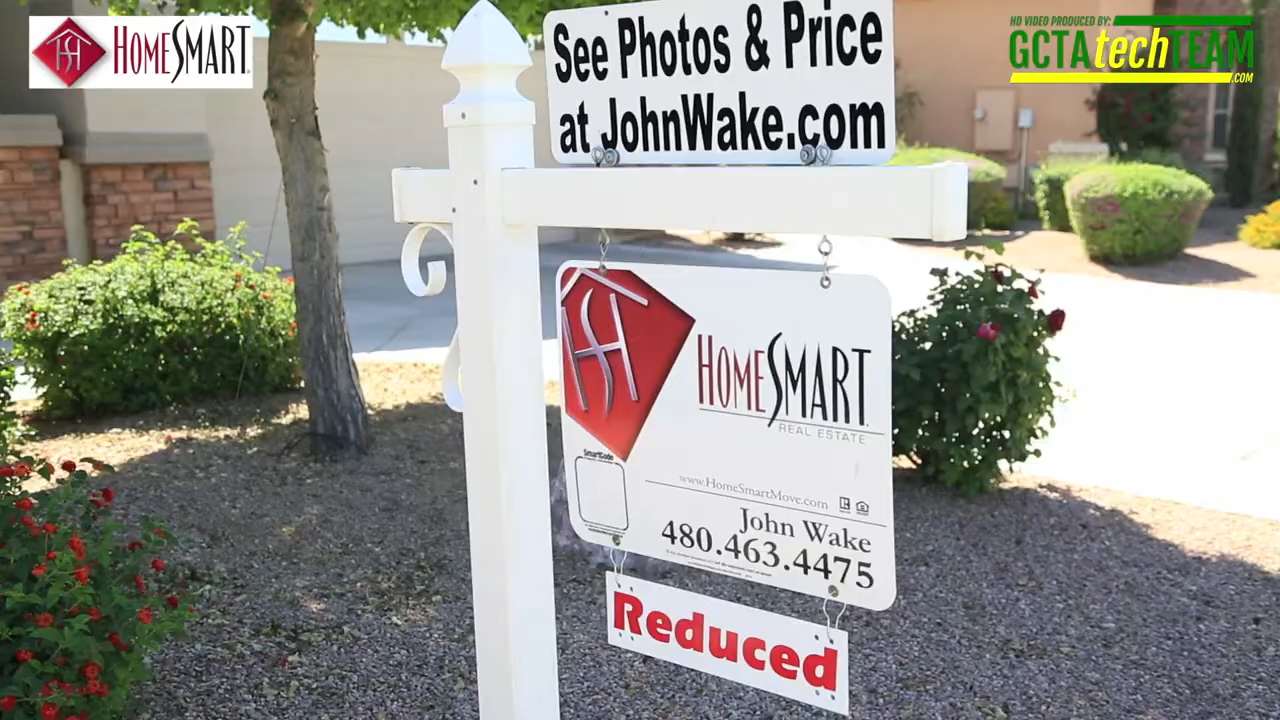 HOMESMART
HD VIDEO PRODUCED BY:
GCTAtechTEAM
.COM
See Photos & Price
at JohnWake.com
HOMESMART
REAL ESTATE
SmartCode
www.HomeSmartMove.com
John Wake
480.463.4475
Reduced